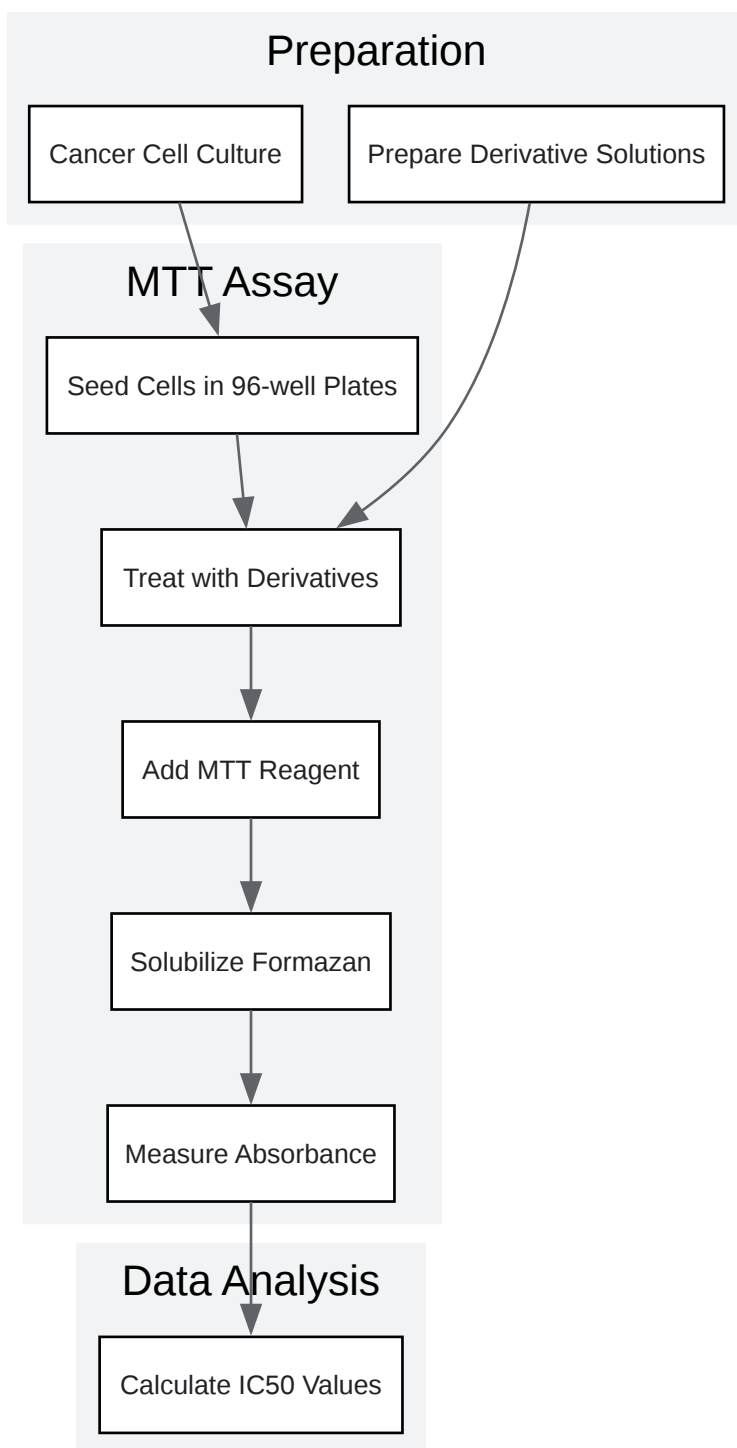 Preparation
Cancer Cell Culture
Prepare Derivative Solutions
MTT Assay
Seed Cells in 96-well Plates
Treat with Derivatives
Add MTT Reagent
Solubilize Formazan
Measure Absorbance
Data Analysis
Calculate IC50 Values